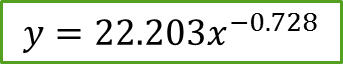 y = 22.203x^{-0.728}